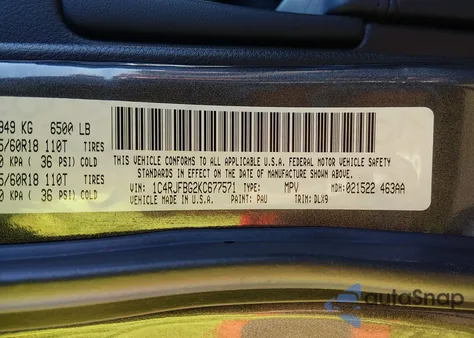 949 KG 6500 LB
5/60R18 110T TIRES
0 KPA ( 36 PSI) COLD
5/60R18 110T TIRES
0 KPA ( 36 PSI) COLD
THIS VEHICLE CONFORMS TO ALL APPLICABLE U.S.A. FEDERAL MOTOR VEHICLE SAFETY
STANDARDS IN EFFECT ON THE DATE OF MANUFACTURE SHOWN ABOVE.
VIN: 1C4RJFBG2KC677571 TYPE: MPV MDH: 021522 463AA
VEHICLE MADE IN U.S.A. PAINT: PAU TRIM: DLX9
autoSnap